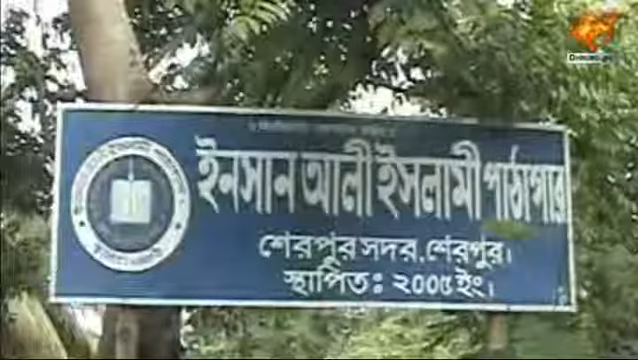 ইনসান আলী ইসলামী পাঠাগার
শেরপুর সদর, শেরপুর।
স্থাপিত: ২০০৫ ইং।